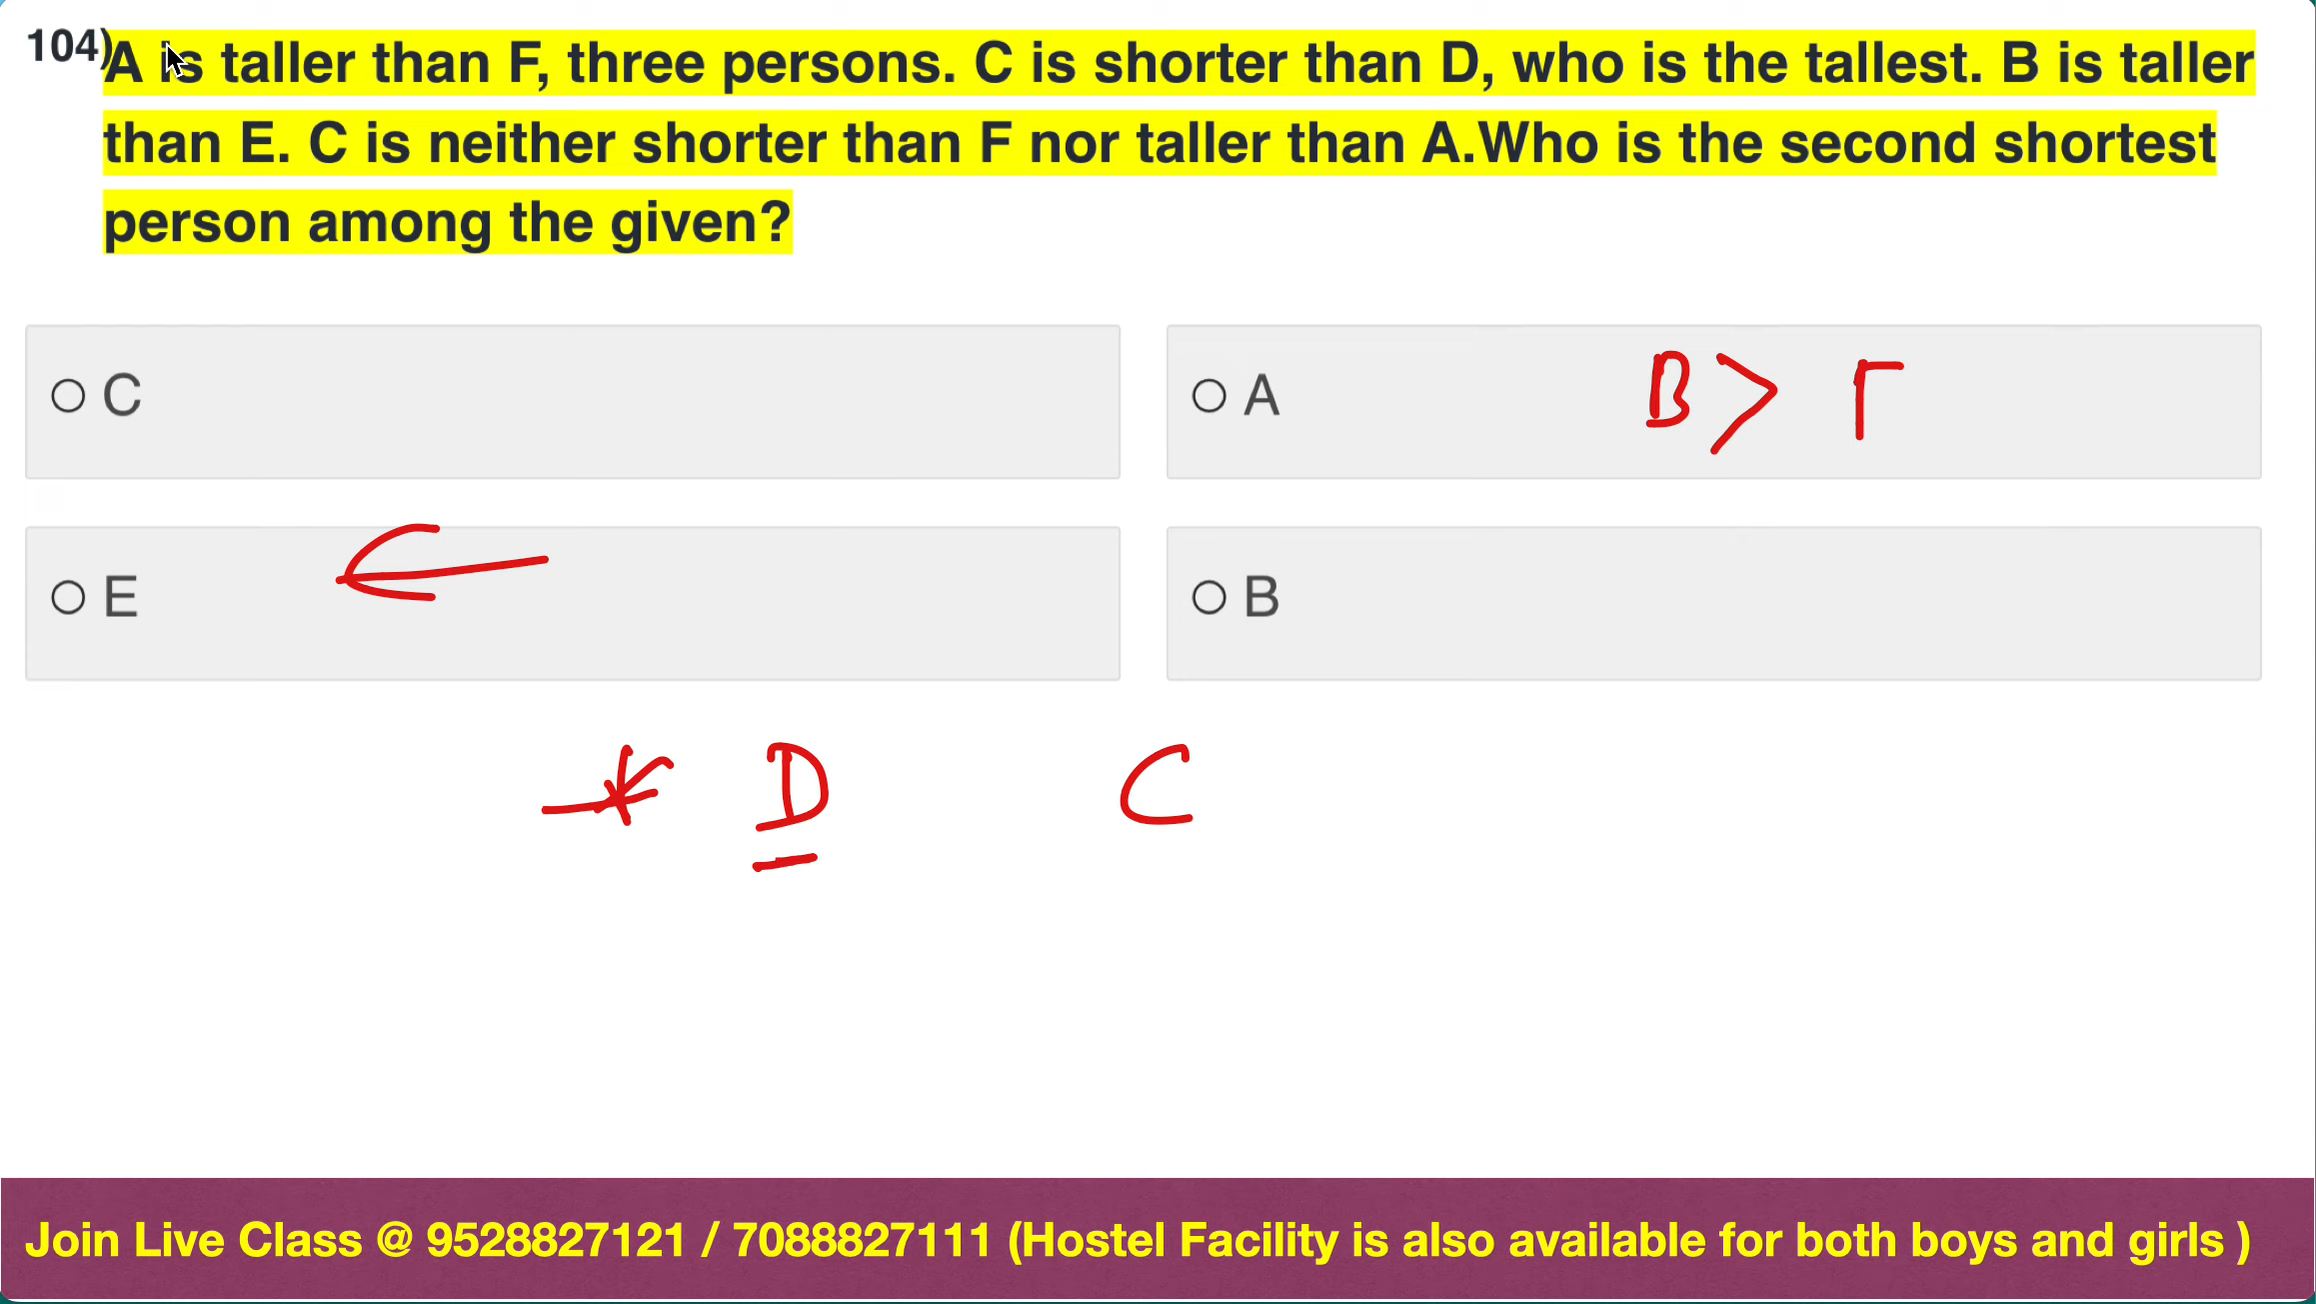 104)A is taller than F, three persons. C is shorter than D, who is the tallest. B is taller
than E. C is neither shorter than F nor taller than A.Who is the second shortest
person among the given?
C
A
B >
E
B
D C
Join Live Class @ 9528827121 / 7088827111 (Hostel Facility is also available for both boys and girls )